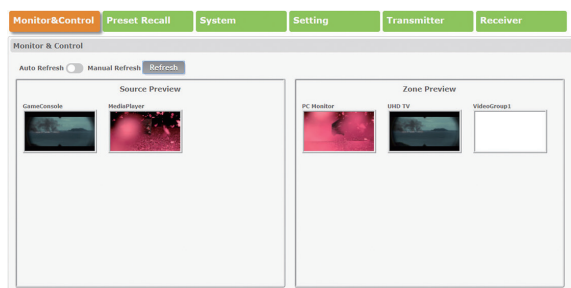 Monitor&Control Preset Recall System Setting Transmitter Receiver
Monitor & Control
Auto Refresh Manual Refresh Refresh
Source Preview
GameConsole MediaPlayer
Zone Preview
PC Monitor UHD TV VideoGroup1